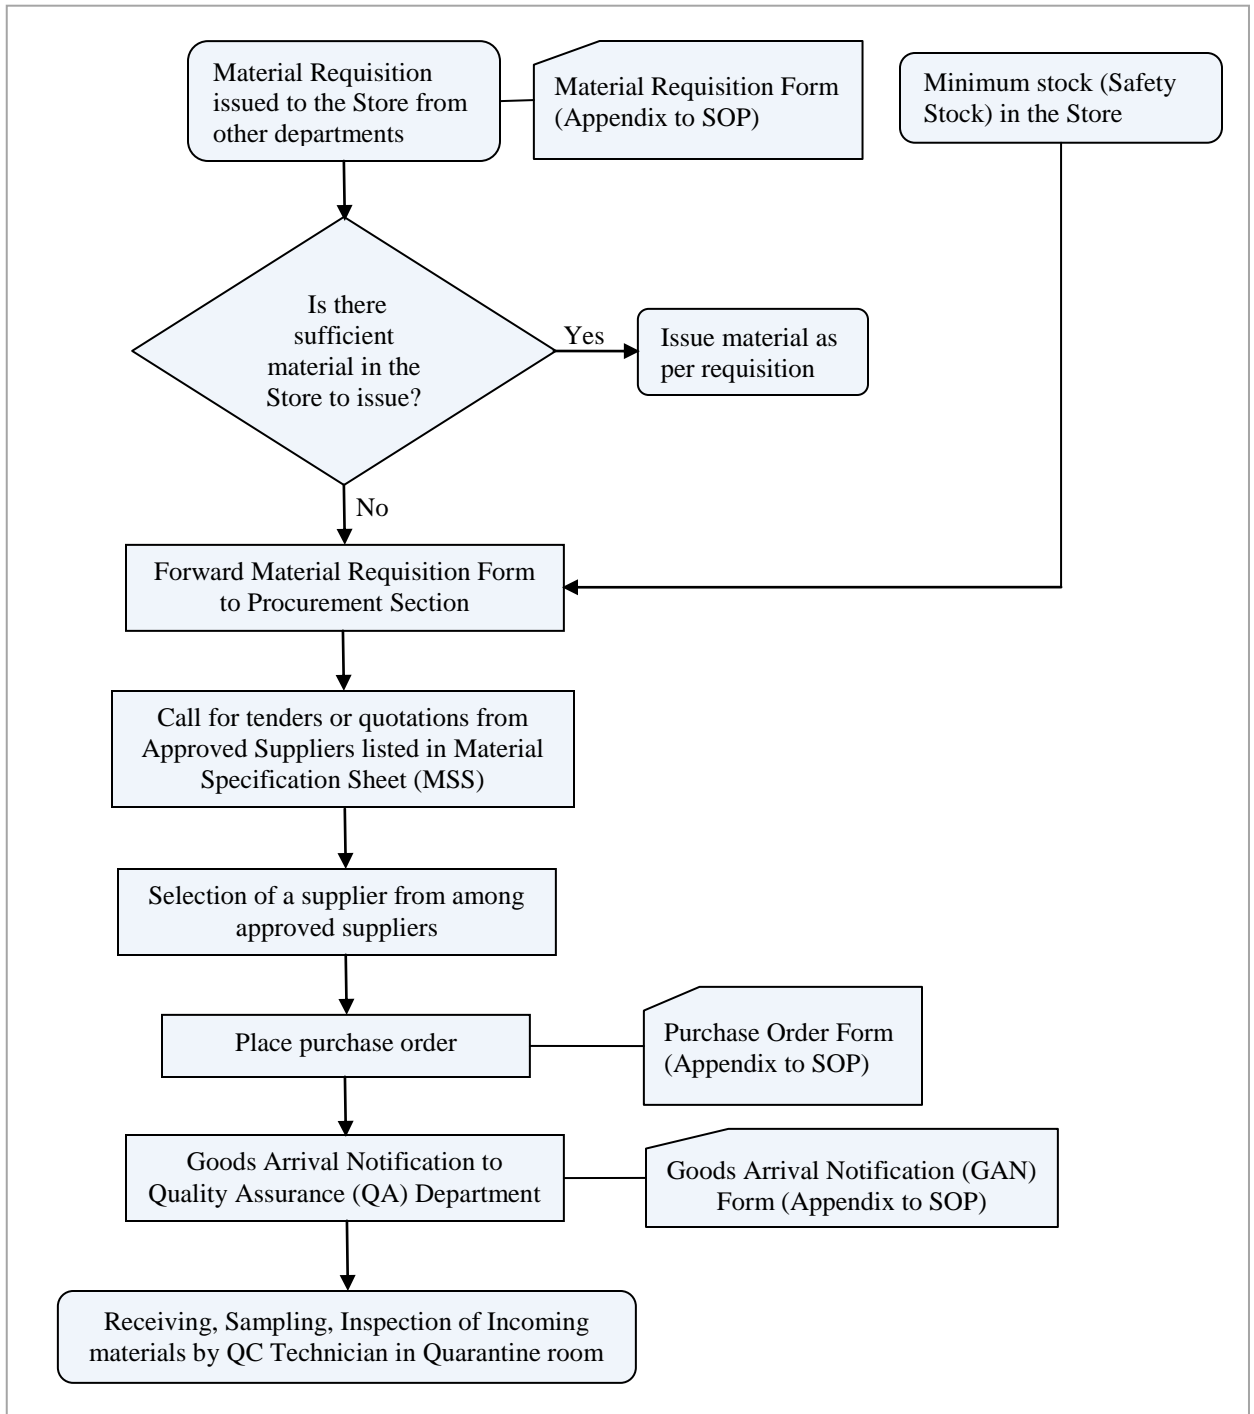 Material Requisition
issued to the Store from
other departments
Material Requisition Form
(Appendix to SOP)
Minimum stock (Safety
Stock) in the Store
Is there
sufficient
material in the
Store to issue?
Yes
Issue material as
per requisition
No
Forward Material Requisition Form
to Procurement Section
Call for tenders or quotations from
Approved Suppliers listed in Material
Specification Sheet (MSS)
Selection of a supplier from among
approved suppliers
Place purchase order
Purchase Order Form
(Appendix to SOP)
Goods Arrival Notification to
Quality Assurance (QA) Department
Goods Arrival Notification (GAN)
Form (Appendix to SOP)
Receiving, Sampling, Inspection of Incoming
materials by QC Technician in Quarantine room